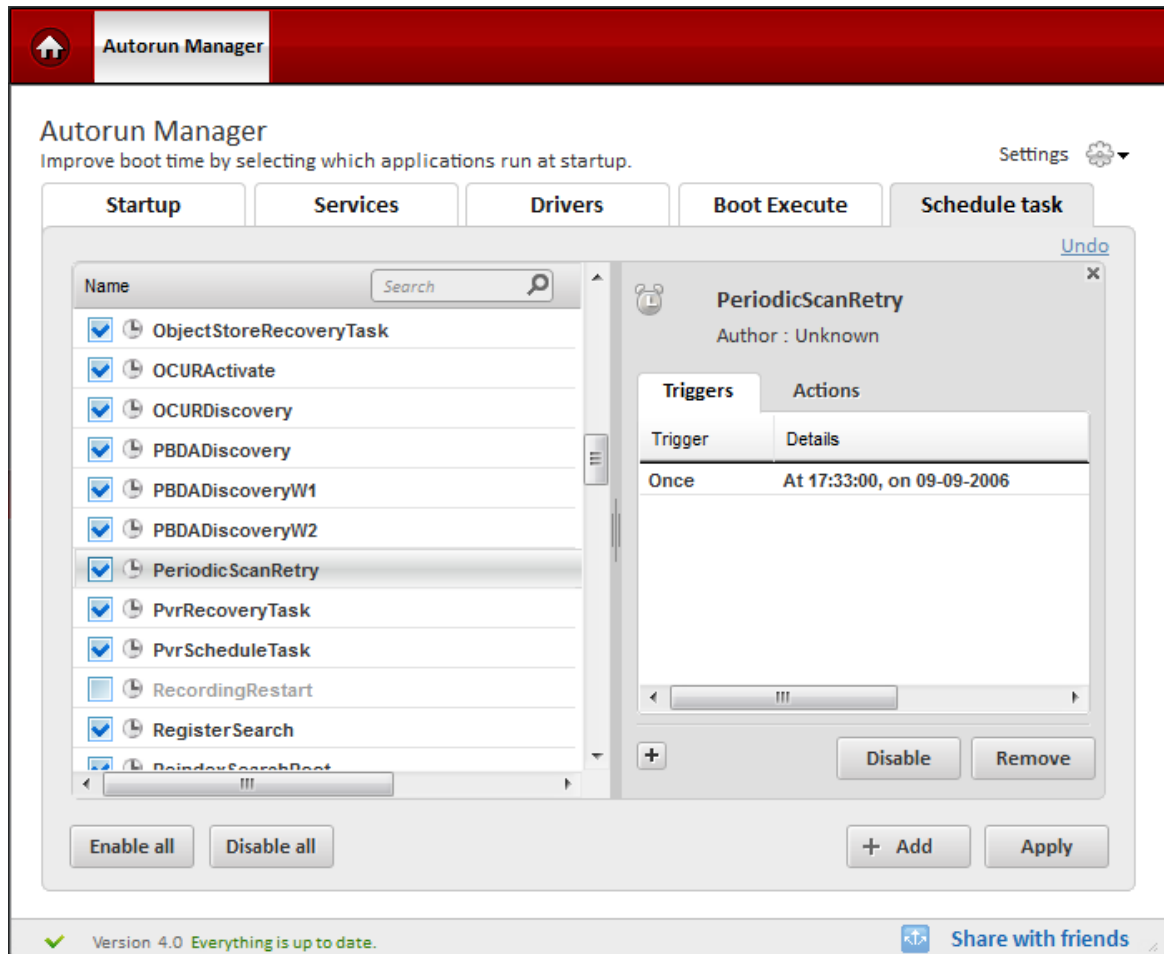 Autorun Manager
Autorun Manager
Improve boot time by selecting which applications run at startup.
Settings
Startup
Services
Drivers
Boot Execute
Schedule task
Undo
Name
Search
ObjectStoreRecoveryTask
OCURActivate
OCURDiscovery
PBDADiscovery
PBDADiscoveryW1
PBDADiscoveryW2
PeriodicScanRetry
PvrRecoveryTask
PvrScheduleTask
RecordingRestart
RegisterSearch
ReindexSearchRoot
PeriodicScanRetry
Author : Unknown
Triggers
Actions
Trigger
Details
Once
At 17:33:00, on 09-09-2006
Disable
Remove
Enable all
Disable all
+ Add
Apply
Version 4.0 Everything is up to date.
Share with friends